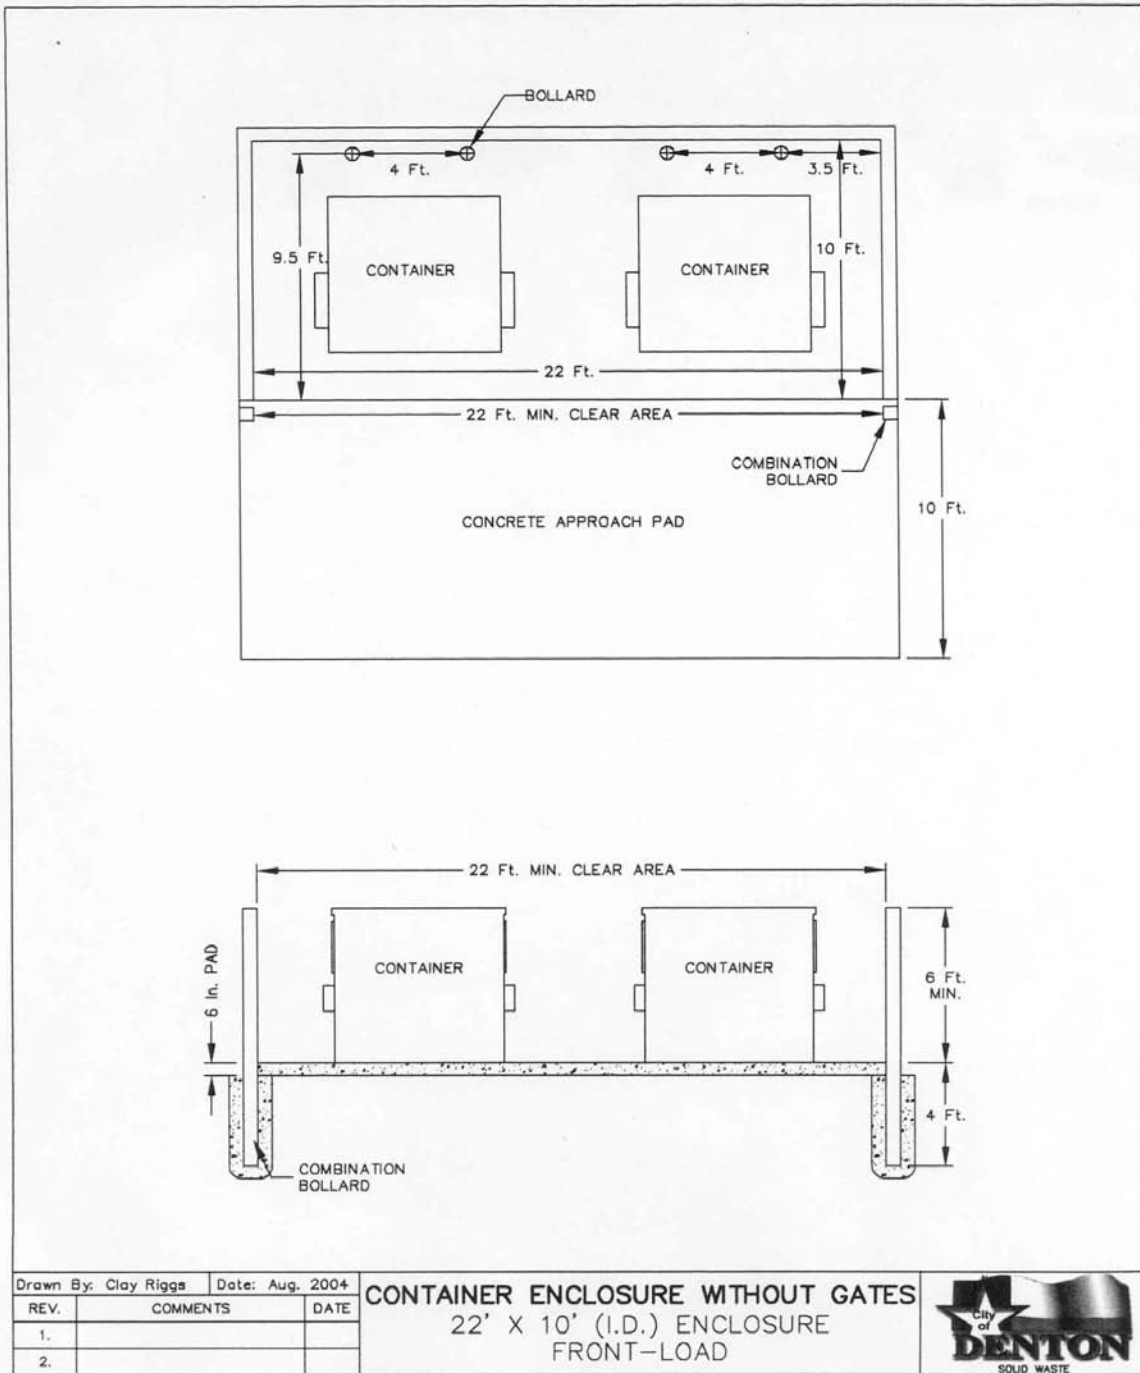 BOLLARD
4 Ft.
4 Ft.
3.5 Ft.
9.5 Ft.
CONTAINER
CONTAINER
10 Ft.
22 Ft.
22 Ft. MIN. CLEAR AREA
COMBINATION
BOLLARD
10 Ft.
CONCRETE APPROACH PAD
22 Ft. MIN. CLEAR AREA
6 In. PAD
CONTAINER
CONTAINER
6 Ft.
MIN.
4 Ft.
COMBINATION
BOLLARD
Drawn By: Clay Riggs
Date: Aug. 2004
REV.
COMMENTS
DATE
1.
2.
CONTAINER ENCLOSURE WITHOUT GATES
22' X 10' (I.D.) ENCLOSURE
FRONT-LOAD
City
of
DENTON
SOLID WASTE